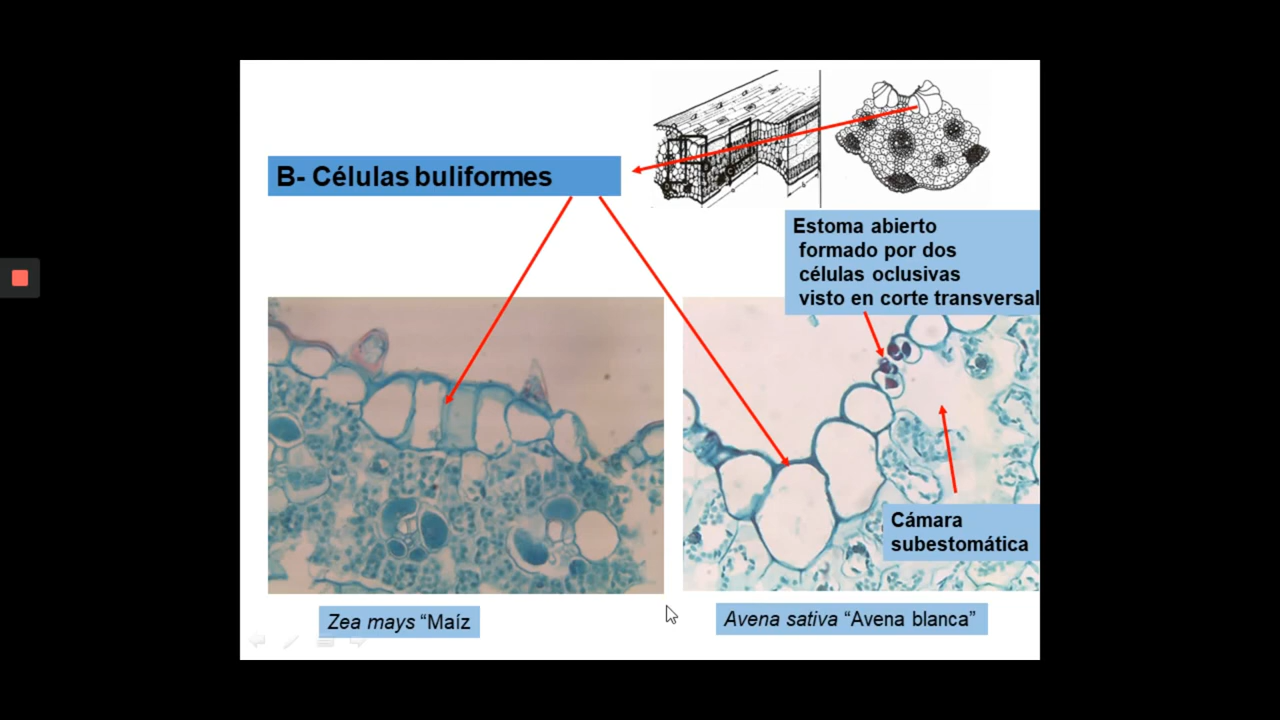 B- Células buliformes
Estoma abierto
formado por dos
células oclusivas
visto en corte transversal
Cámara
subestomática
Zea mays “Maíz
Avena sativa “Avena blanca”